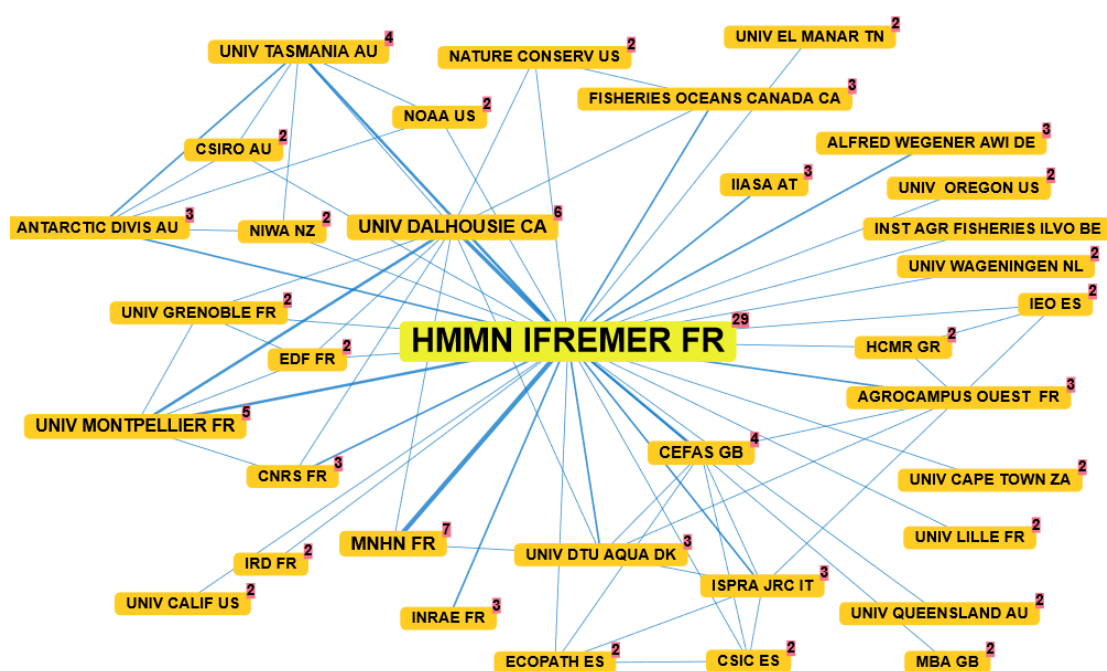 UNIV TASMANIA AU 4
NATURE CONSERV US 2
UNIV EL MANAR TN 2
FISHERIES OCEANS CANADA CA 3
NOAA US 2
CSIRO AU 2
ALFRED WEGENER AWI DE 3
IIASA AT 3
UNIV OREGON US 2
ANTARCTIC DIVIS AU 3
NIWA NZ 2
UNIV DALHOUSIE CA 6
INST AGR FISHERIES ILVO BE
UNIV WAGENINGEN NL 2
UNIV GRENOBLE FR 2
IEO ES 2
HMMN IFREMER FR 29
HCMR GR 2
EDF FR 2
AGROCAMPUS OUEST FR 3
UNIV MONTPELLIER FR 5
CEFAS GB 4
CNRS FR 3
UNIV CAPE TOWN ZA 2
MNHN FR 7
UNIV DTU AQUA DK 3
UNIV LILLE FR 2
IRD FR 2
ISPRA JRC IT 3
UNIV CALIF US 2
INRAE FR 3
UNIV QUEENSLAND AU 2
ECOPATH ES 2
CSIC ES 2
MBA GB 2